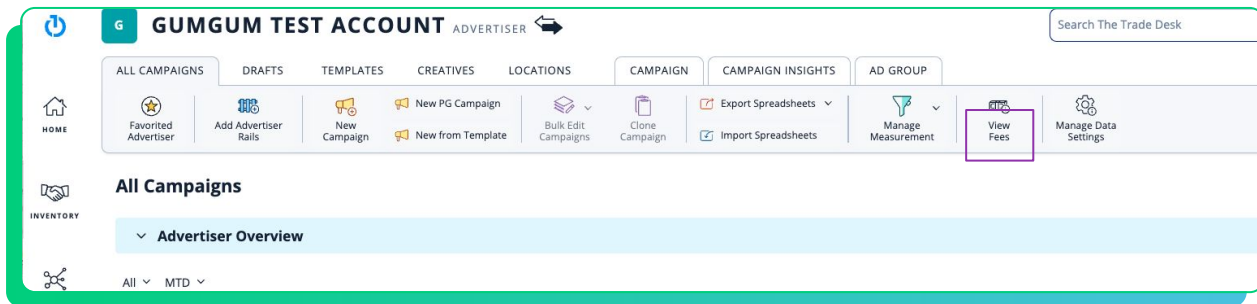 G GUMGUM TEST ACCOUNT ADVERTISER
Search The Trade Desk
ALL CAMPAIGNS DRAFTS TEMPLATES CREATIVES LOCATIONS CAMPAIGN CAMPAIGN INSIGHTS AD GROUP
HOME
Favorited
Advertiser
Add Advertiser
Rails
New
Campaign
New PG Campaign
New from Template
Bulk Edit
Campaigns
Clone
Campaign
Export Spreadsheets
Import Spreadsheets
Manage
Measurement
View
Fees
Manage Data
Settings
INVENTORY
All Campaigns
Advertiser Overview
All MTD